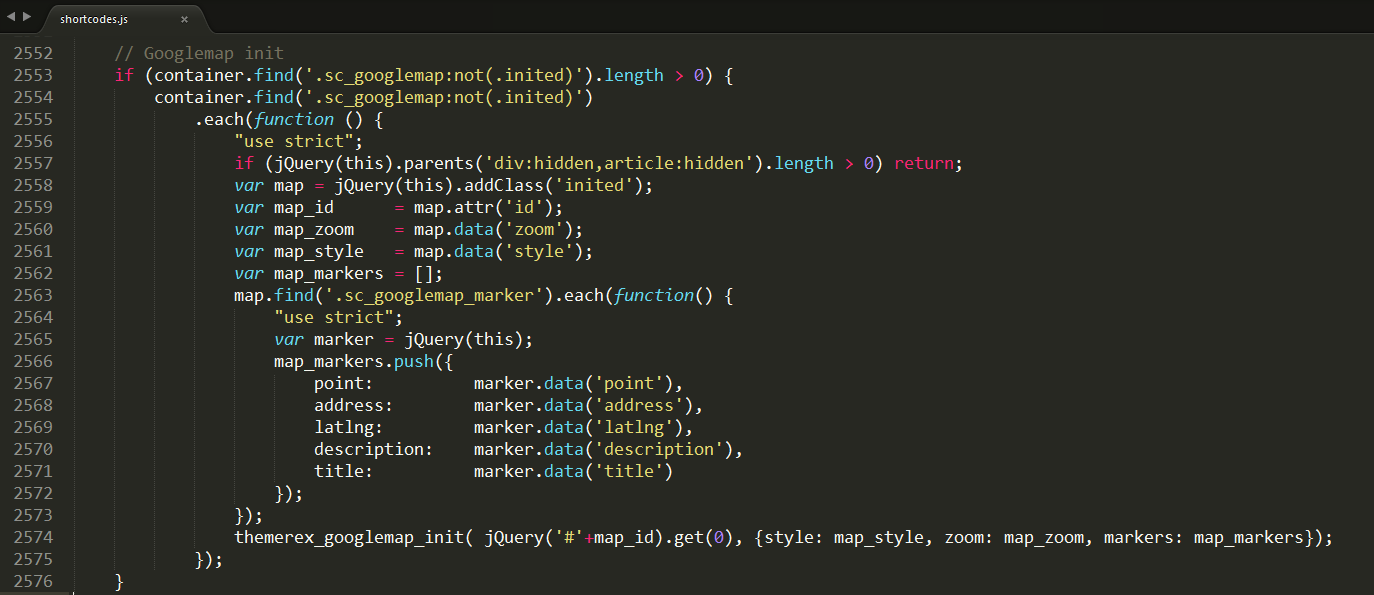 shortcodes.js ×
2552 // Googlemap init
2553 if (container.find('.sc_googlemap:not(.inited)').length > 0) {
2554 container.find('.sc_googlemap:not(.inited)')
2555 .each(function () {
2556 "use strict";
2557 if (jQuery(this).parents('div:hidden,article:hidden').length > 0) return;
2558 var map = jQuery(this).addClass('inited');
2559 var map_id = map.attr('id');
2560 var map_zoom = map.data('zoom');
2561 var map_style = map.data('style');
2562 var map_markers = [];
2563 map.find('.sc_googlemap_marker').each(function() {
2564 "use strict";
2565 var marker = jQuery(this);
2566 map_markers.push({
2567 point: marker.data('point'),
2568 address: marker.data('address'),
2569 latlng: marker.data('latlng'),
2570 description: marker.data('description'),
2571 title: marker.data('title')
2572 });
2573 });
2574 themerex_googlemap_init( jQuery('#'+map_id).get(0), {style: map_style, zoom: map_zoom, markers: map_markers});
2575 });
2576 }